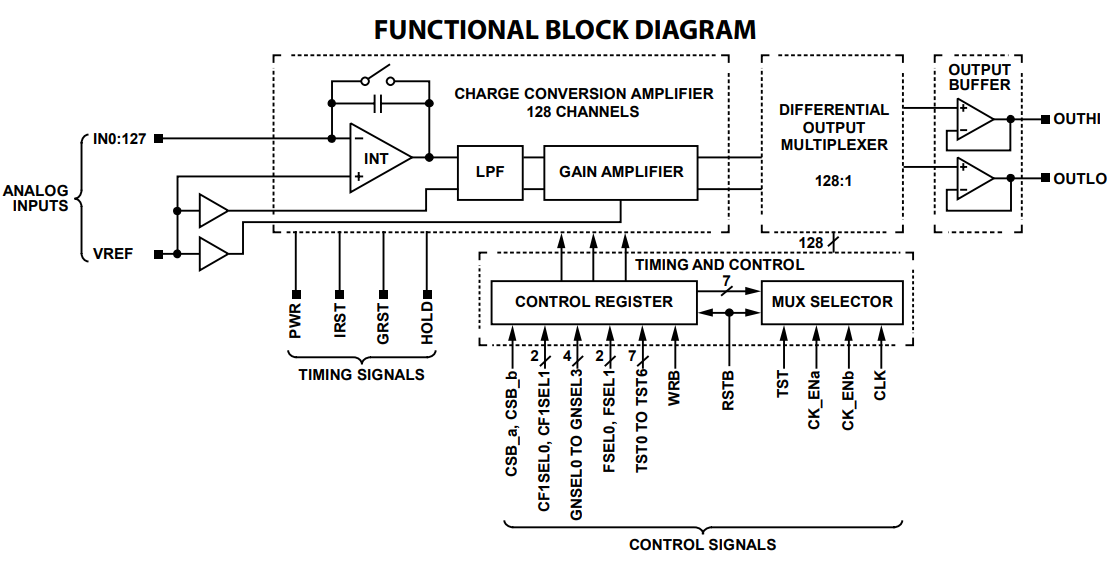 FUNCTIONAL BLOCK DIAGRAM
CHARGE CONVERSION AMPLIFIER
128 CHANNELS
OUTPUT
BUFFER
DIFFERENTIAL
OUTPUT
MULTIPLEXER
128:1
IN0:127
ANALOG
INPUTS
VREF
−
INT
+
LPF
GAIN AMPLIFIER
+
−
OUTHI
+
−
OUTLO
128
TIMING AND CONTROL
CONTROL REGISTER
7
MUX SELECTOR
PWR
IRST
GRST
HOLD
TIMING SIGNALS
2
4
2
7
CSB_a, CSB_b
CF1SEL0, CF1SEL1
GNSEL0 TO GNSEL3
FSEL0, FSEL1
TST0 TO TST6
WRB
RSTB
TST
CK_ENa
CK_ENb
CLK
CONTROL SIGNALS